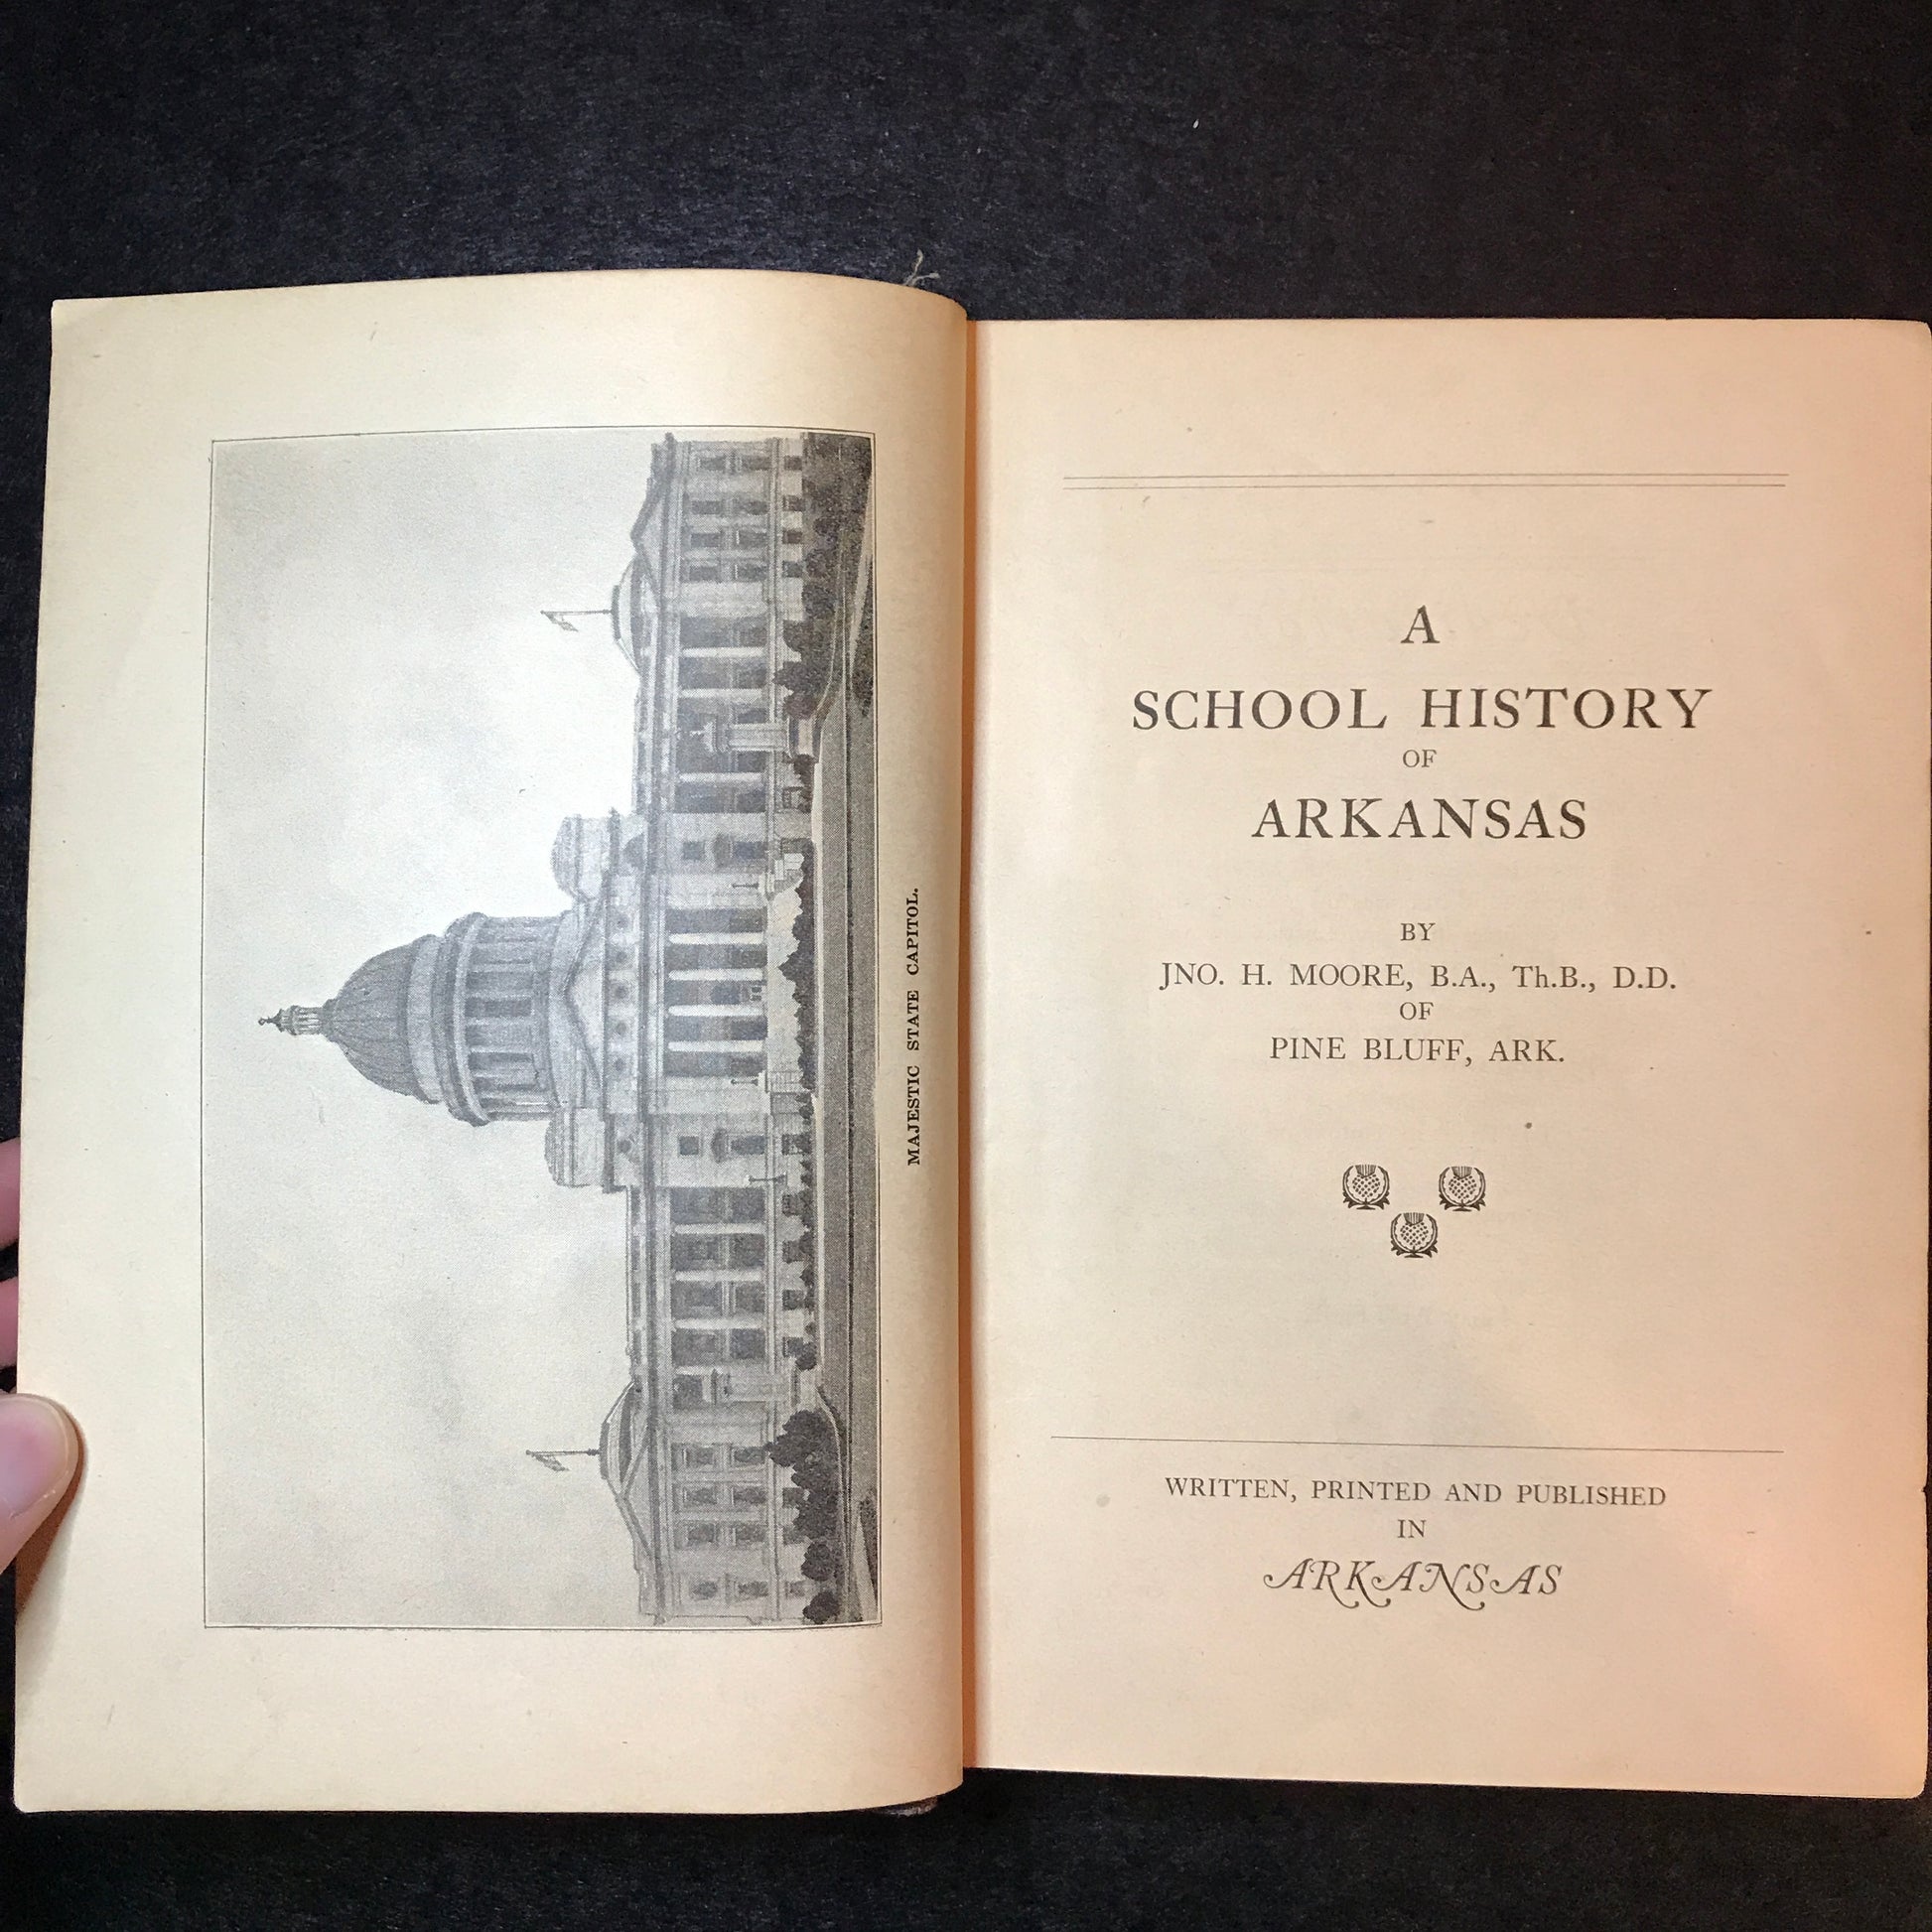 MAJESTIC STATE CAPITOL.
A
SCHOOL HISTORY
OF
ARKANSAS
BY
JNO. H. MOORE, B.A., Th.B., D.D.
OF
PINE BLUFF, ARK.
WRITTEN, PRINTED AND PUBLISHED
IN
ARKANSAS